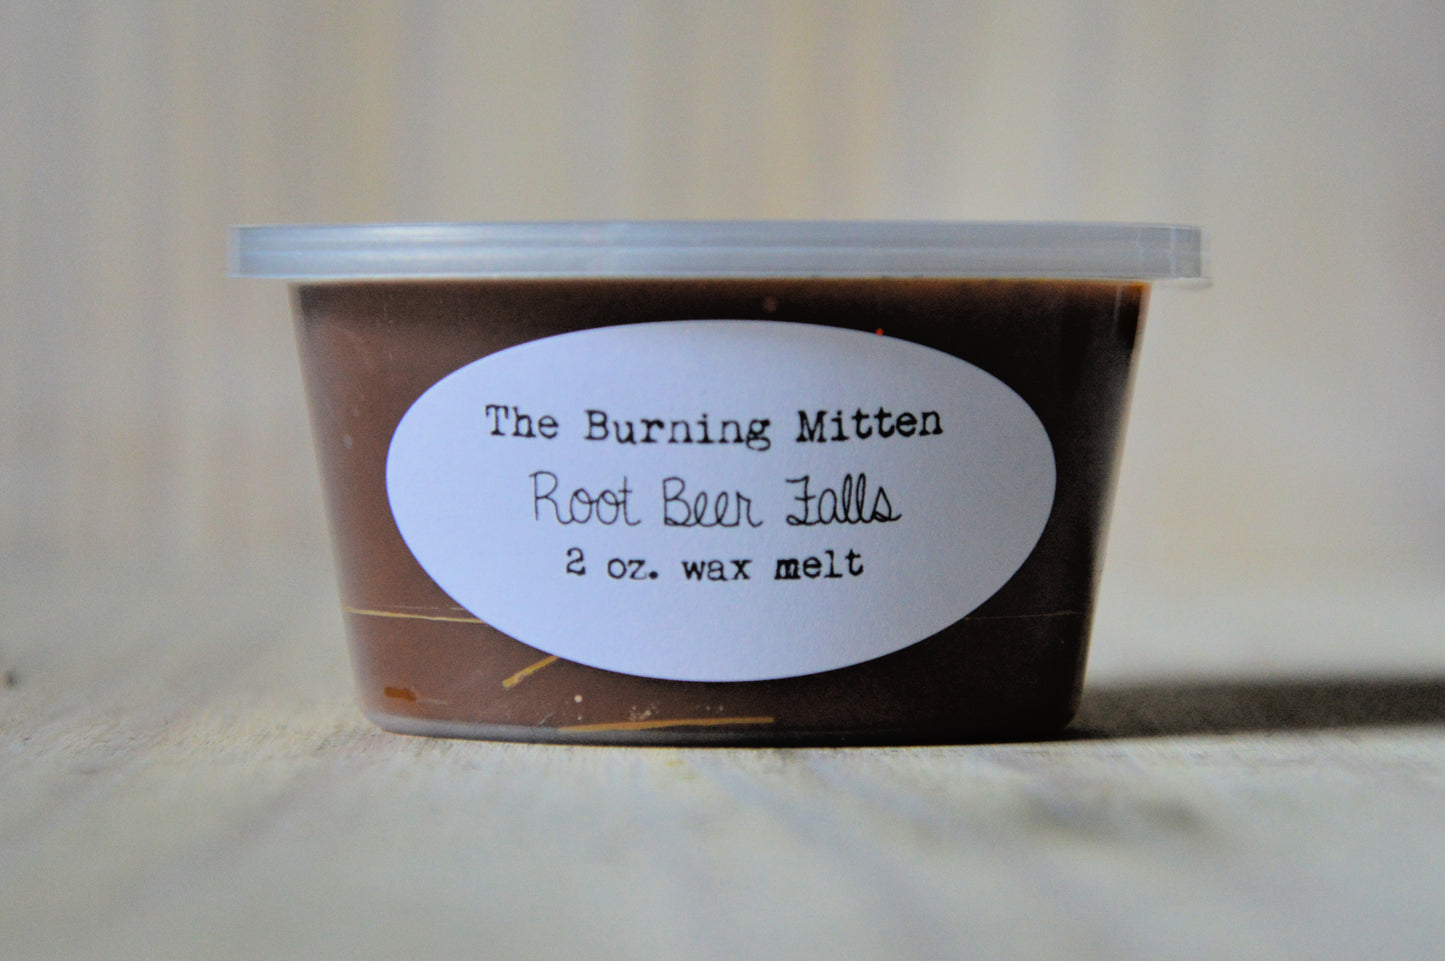 The Burning Mitten
Root Beer Falls
2 oz. wax melt